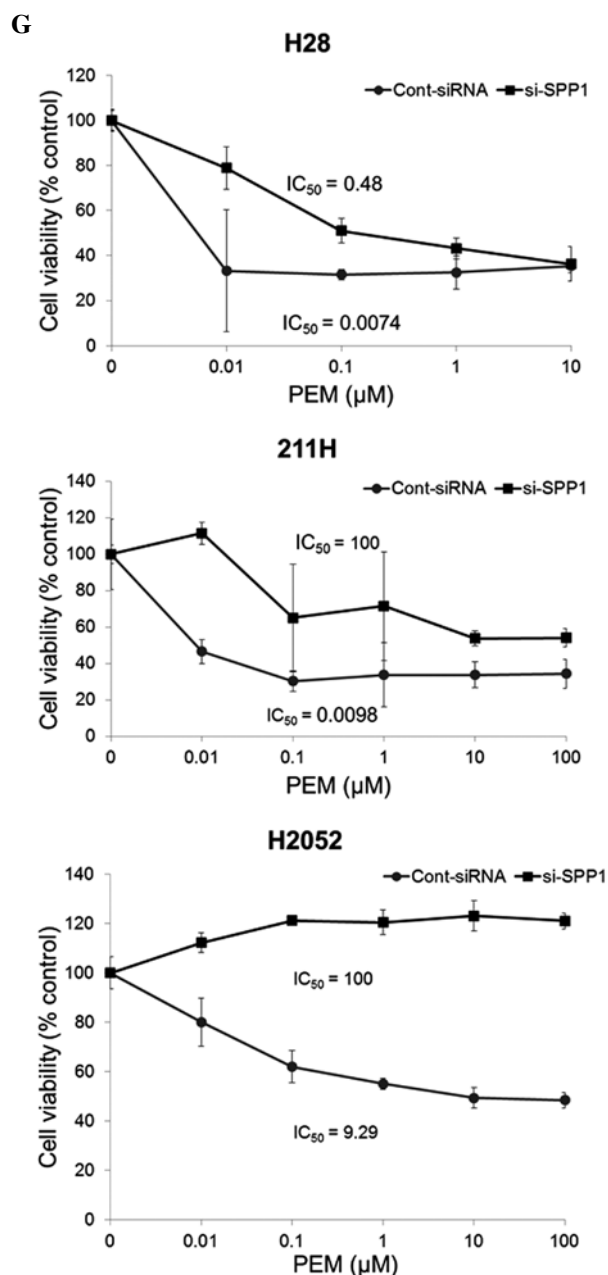 G
H28
Cont-siRNA si-SPP1
Cell viability (% control)
120
100
80
60
40
20
0
IC50 = 0.48
IC50 = 0.0074
0 0.01 0.1 1 10
PEM (µM)
211H
Cont-siRNA si-SPP1
Cell viability (% control)
140
120
100
80
60
40
20
0
IC50 = 100
IC50 = 0.0098
0 0.01 0.1 1 10 100
PEM (µM)
H2052
Cont-siRNA si-SPP1
Cell viability (% control)
140
120
100
80
60
40
20
0
IC50 = 100
IC50 = 9.29
0 0.01 0.1 1 10 100
PEM (µM)